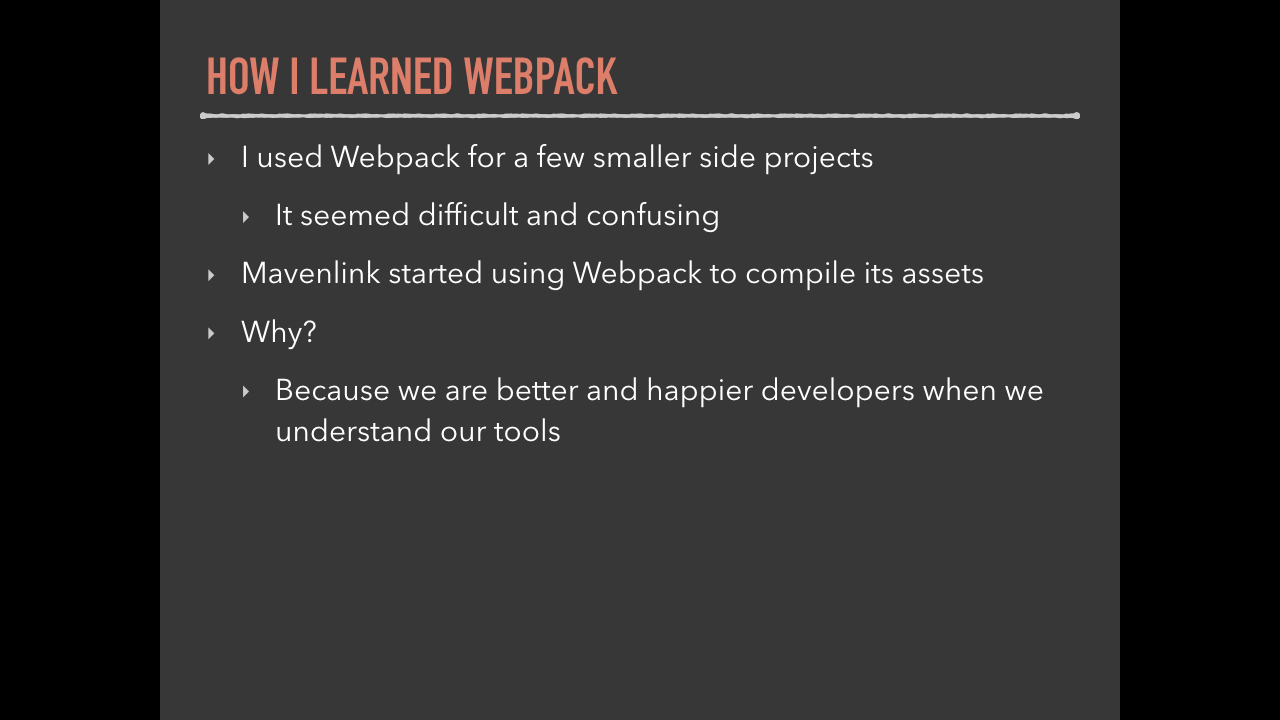 HOW I LEARNED WEBPACK
I used Webpack for a few smaller side projects
It seemed difficult and confusing
Mavenlink started using Webpack to compile its assets
Why?
Because we are better and happier developers when we
understand our tools